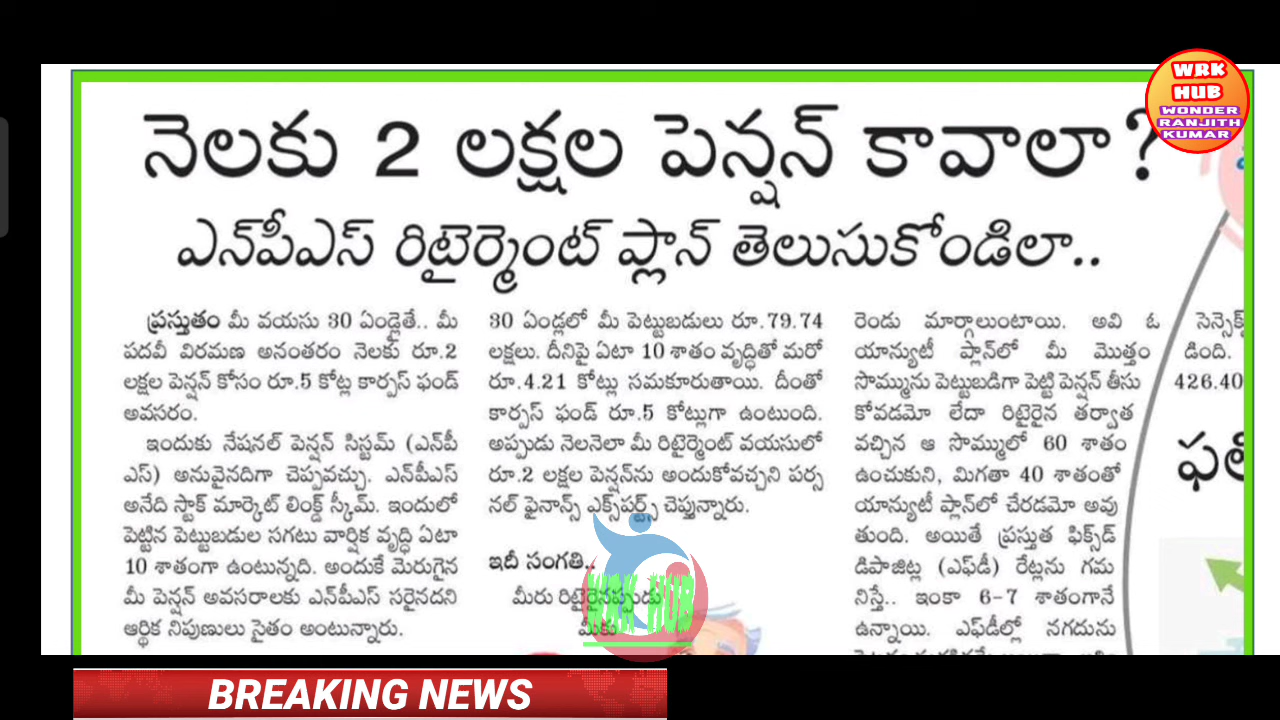 నెలకు 2 లక్షల పెన్షన్ కావాలా?
ఎన్‌పీఎస్ రిటైర్మెంట్ ప్లాన్ తెలుసుకోండిలా..
ప్రస్తుతం మీ వయసు 30 ఏండ్లైతే.. మీ
పదవీ విరమణ అనంతరం నెలకు రూ.2
లక్షల పెన్షన్ కోసం రూ.5 కోట్ల కార్పస్ ఫండ్
అవసరం.
ఇందుకు నేషనల్ పెన్షన్ సిస్టమ్ (ఎన్‌పీ
ఎస్) అనువైనదిగా చెప్పవచ్చు. ఎన్‌పీఎస్
అనేది స్టాక్ మార్కెట్ లింక్డ్ స్కీమ్. ఇందులో
పెట్టిన పెట్టుబడుల సగటు వార్షిక వృద్ధి ఏటా
10 శాతంగా ఉంటున్నది. అందుకే మెరుగైన
మీ పెన్షన్ అవసరాలకు ఎన్‌పీఎస్ సరైనదని
ఆర్థిక నిపుణులు సైతం అంటున్నారు.
30 ఏండ్లలో మీ పెట్టుబడులు రూ.79.74
లక్షలు. దీనిపై ఏటా 10 శాతం వృద్ధితో మరో
రూ.4.21 కోట్లు సమకూరుతాయి. దీంతో
కార్పస్ ఫండ్ రూ.5 కోట్లుగా ఉంటుంది.
అప్పుడు నెలనెలా మీ రిటైర్మెంట్ వయసులో
రూ.2 లక్షల పెన్షన్‌ను అందుకోవచ్చని పర్స
నల్ ఫైనాన్స్ ఎక్స్‌పర్ట్స్ చెప్తున్నారు.
ఇదీ సంగతి..
మీరు రిటైరైనప్పుడు
మీకు
రెండు మార్గాలుంటాయి. అవి ఓ
యాన్యుటీ ప్లాన్‌లో మీ మొత్తం
సొమ్మును పెట్టుబడిగా పెట్టి పెన్షన్ తీసు
కోవడమో లేదా రిటైరైన తర్వాత
వచ్చిన ఆ సొమ్ములో 60 శాతం
ఉంచుకుని, మిగతా 40 శాతంతో
యాన్యుటీ ప్లాన్‌లో చేరడమో అవు
తుంది. అయితే ప్రస్తుత ఫిక్స్‌డ్
డిపాజిట్ల (ఎఫ్‌డీ) రేట్లను గమ
నిస్తే.. ఇంకా 6-7 శాతంగానే
ఉన్నాయి. ఎఫ్‌డీల్లో నగదును
సెన్సెక్స్
డింది.
426.40
WRK
HUB
WONDER
RANJITH
KUMAR
WRK HUB
BREAKING NEWS